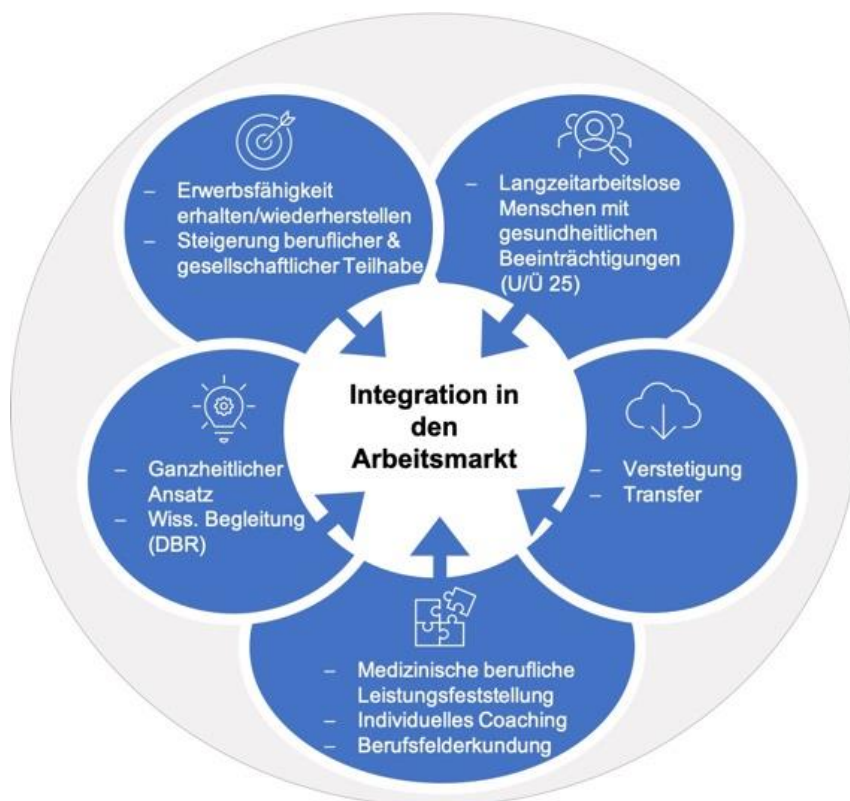 – Erwerbsfähigkeit
erhalten/wiederherstellen
– Steigerung beruflicher &
gesellschaftlicher Teilhabe
– Langzeitarbeitslose
Menschen mit
gesundheitlichen
Beeinträchtigungen
(U/Ü 25)
Integration in
den
Arbeitsmarkt
– Ganzheitlicher
Ansatz
– Wiss. Begleitung
(DBR)
– Verstetigung
– Transfer
– Medizinische berufliche
Leistungsfeststellung
– Individuelles Coaching
– Berufsfelderkundung